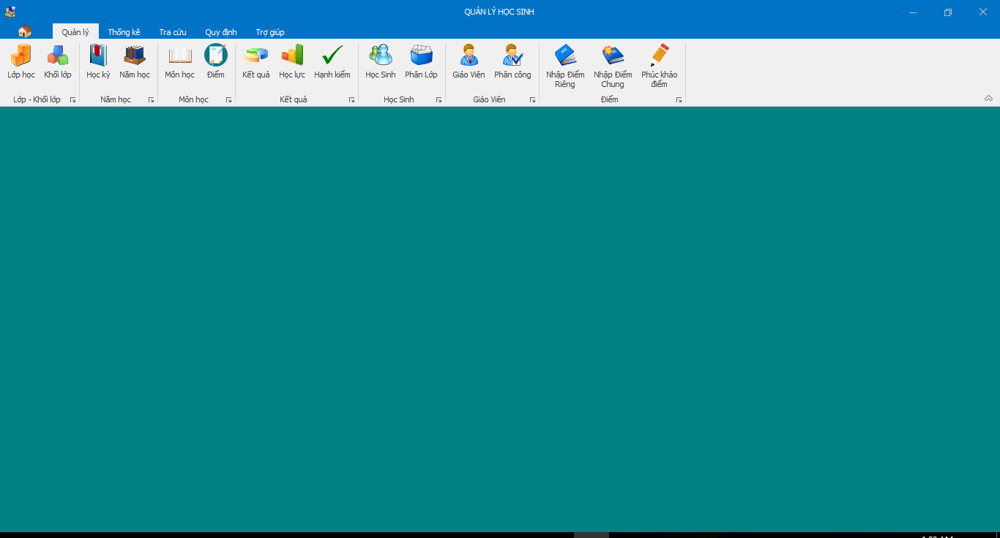 QUẢN LÝ HỌC SINH
Quản lý Thống kê Tra cứu Quy định Trợ giúp
Lớp học Khối lớp Học kỳ Năm học Môn học Điểm Kết quả Học lực Hạnh kiểm Học Sinh Phân Lớp Giáo Viên Phân công Nhập Điểm Nhập Điểm Phúc khảo
Riêng Chung điểm
Lớp - Khối lớp Năm học Môn học Kết quả Học Sinh Giáo Viên Điểm